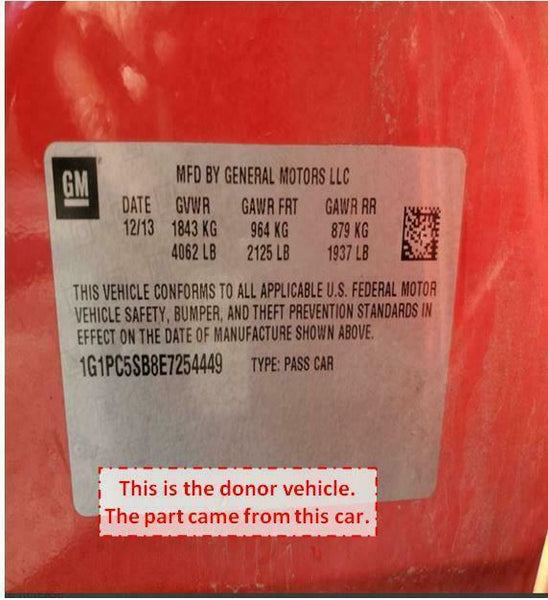 GM
MFD BY GENERAL MOTORS LLC
DATE GVWR GAWR FRT GAWR RR
12/13 1843 KG 964 KG 879 KG
4062 LB 2125 LB 1937 LB
THIS VEHICLE CONFORMS TO ALL APPLICABLE U.S. FEDERAL MOTOR
VEHICLE SAFETY, BUMPER, AND THEFT PREVENTION STANDARDS IN
EFFECT ON THE DATE OF MANUFACTURE SHOWN ABOVE.
1G1PC5SB8E7254449 TYPE: PASS CAR
This is the donor vehicle.
The part came from this car.